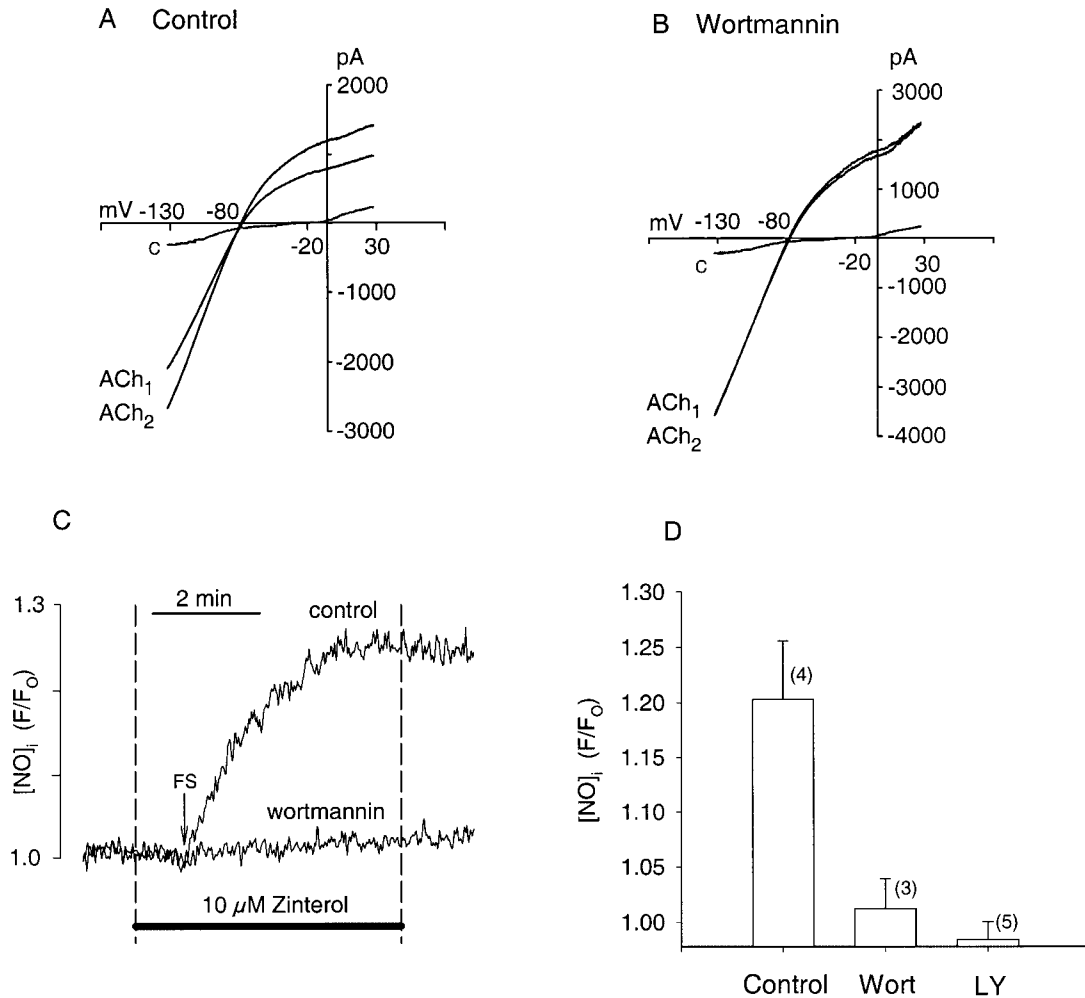 A Control
pA
2000
mV -130 -80
C
-20 30
-1000
-2000
ACh1
ACh2
-3000
B Wortmannin
pA
3000
1000
mV -130 -80
C
-20 30
-1000
-2000
-3000
ACh1
ACh2
-4000
C
[NO]i (F/FO)
1.3
1.0
2 min
control
FS
wortmannin
10 µM Zinterol
D
[NO]i (F/FO)
1.30
1.25
1.20
1.15
1.10
1.05
1.00
(4)
(3)
(5)
Control Wort LY